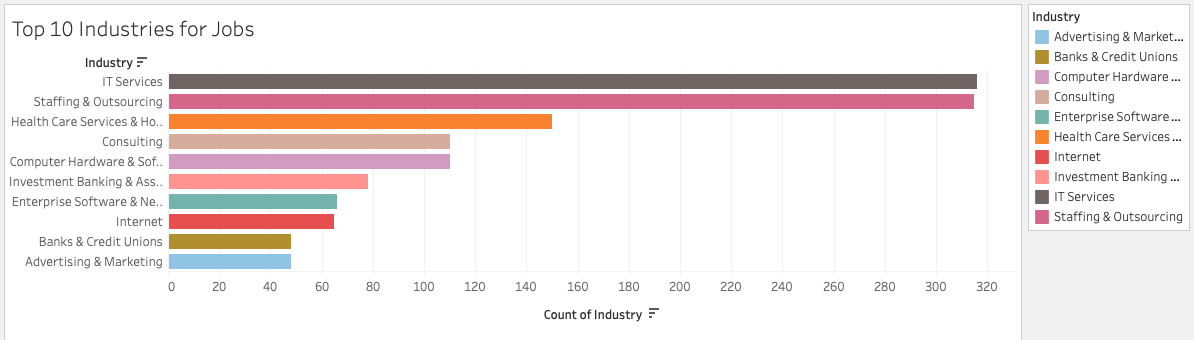 Top 10 Industries for Jobs
Industry
IT Services
Staffing & Outsourcing
Health Care Services & Ho..
Consulting
Computer Hardware & Sof..
Investment Banking & Ass..
Enterprise Software & Ne..
Internet
Banks & Credit Unions
Advertising & Marketing
0 20 40 60 80 100 120 140 160 180 200 220 240 260 280 300 320
Count of Industry
Industry
Advertising & Market...
Banks & Credit Unions
Computer Hardware ...
Consulting
Enterprise Software ...
Health Care Services ...
Internet
Investment Banking ...
IT Services
Staffing & Outsourcing